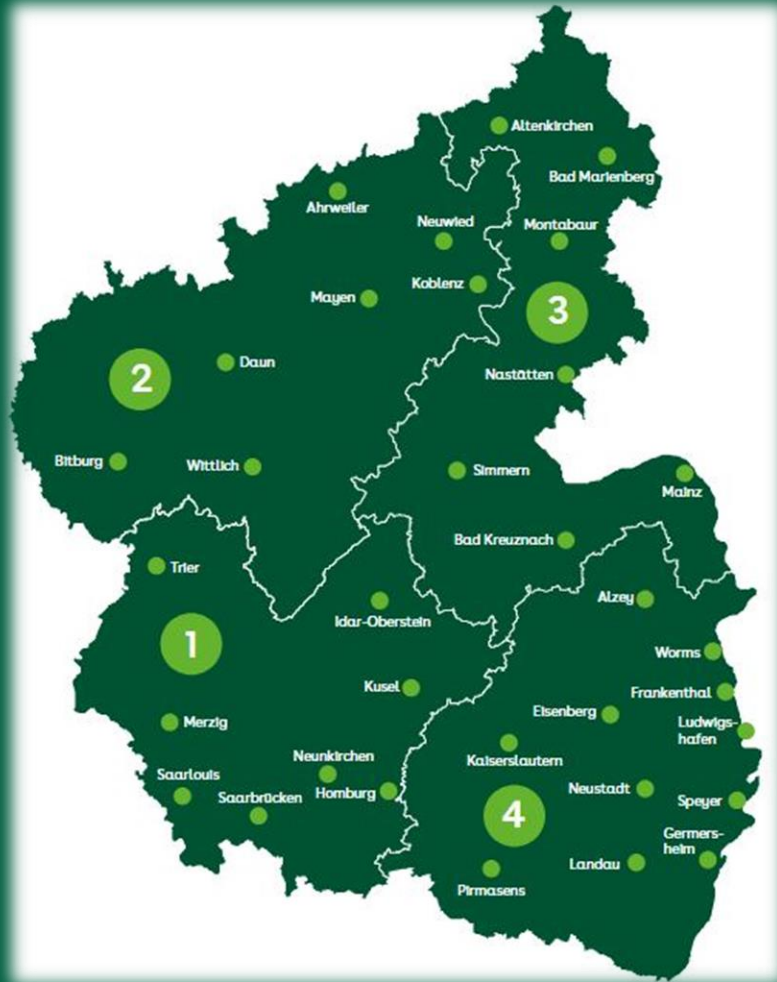 Altenkirchen
Bad Marienberg
Ahrweiler
Neuwied
Montabaur
Koblenz
Mayen
3
Daun
2
Nastätten
Bitburg
Wittlich
Simmern
Mainz
Bad Kreuznach
Trier
Alzey
Idar-Oberstein
1
Worms
Kusel
Frankenthal
Eisenberg
Merzig
Ludwigs-
hafen
Neunkirchen
Kaiserslautern
Saarlouis
Homburg
Saarbrücken
Neustadt
Speyer
4
Germers-
heim
Landau
Pirmasens